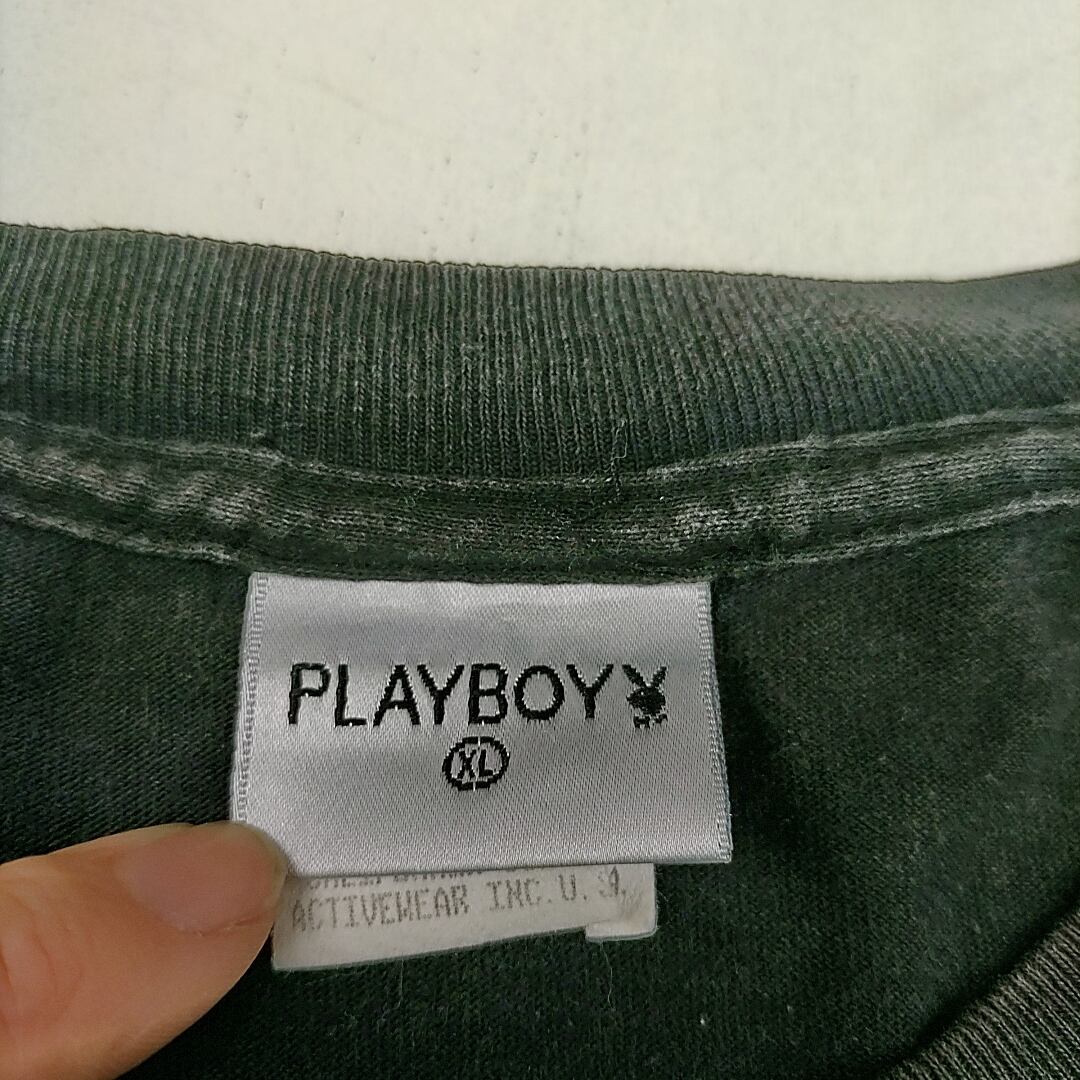 PLAYBOY
XL
ACTIVEWEAR INC. U.S.A.